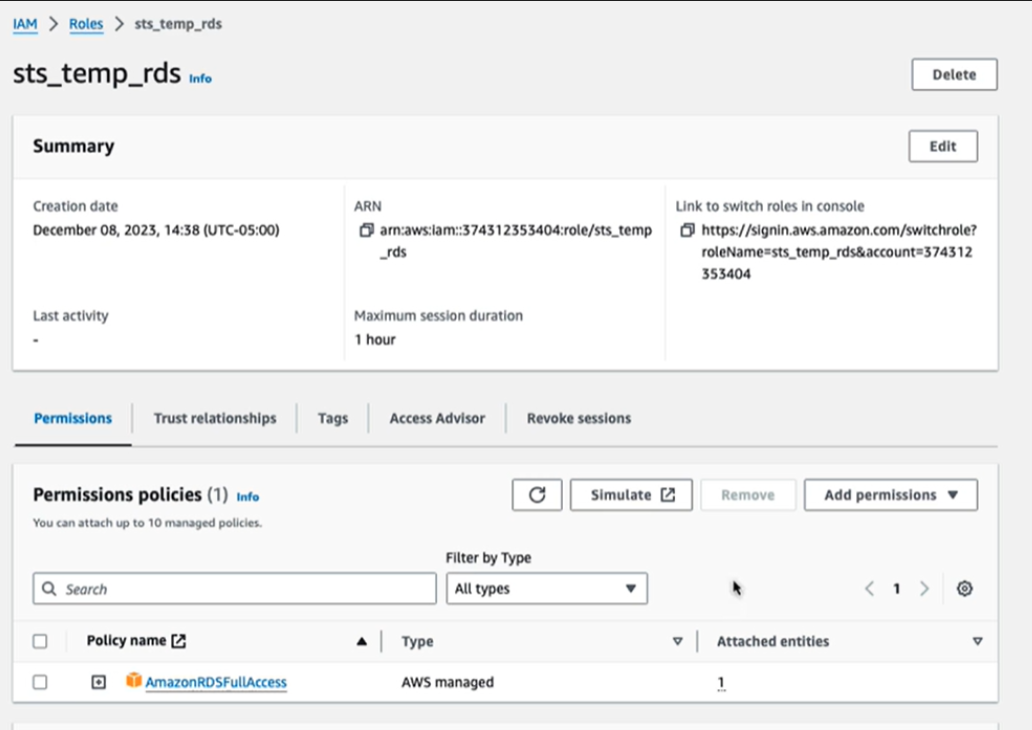 IAM > Roles > sts_temp_rds
sts_temp_rds Info
Delete
Summary
Edit
Creation date
December 08, 2023, 14:38 (UTC-05:00)
ARN
arn:aws:iam::374312353404:role/sts_temp
_rds
Link to switch roles in console
https://signin.aws.amazon.com/switchrole?
roleName=sts_temp_rds&account=374312
353404
Last activity
-
Maximum session duration
1 hour
Permissions
Trust relationships
Tags
Access Advisor
Revoke sessions
Permissions policies (1) Info
You can attach up to 10 managed policies.
Simulate
Remove
Add permissions
Filter by Type
Search
All types
1
Policy name
Type
Attached entities
AmazonRDSFullAccess
AWS managed
1